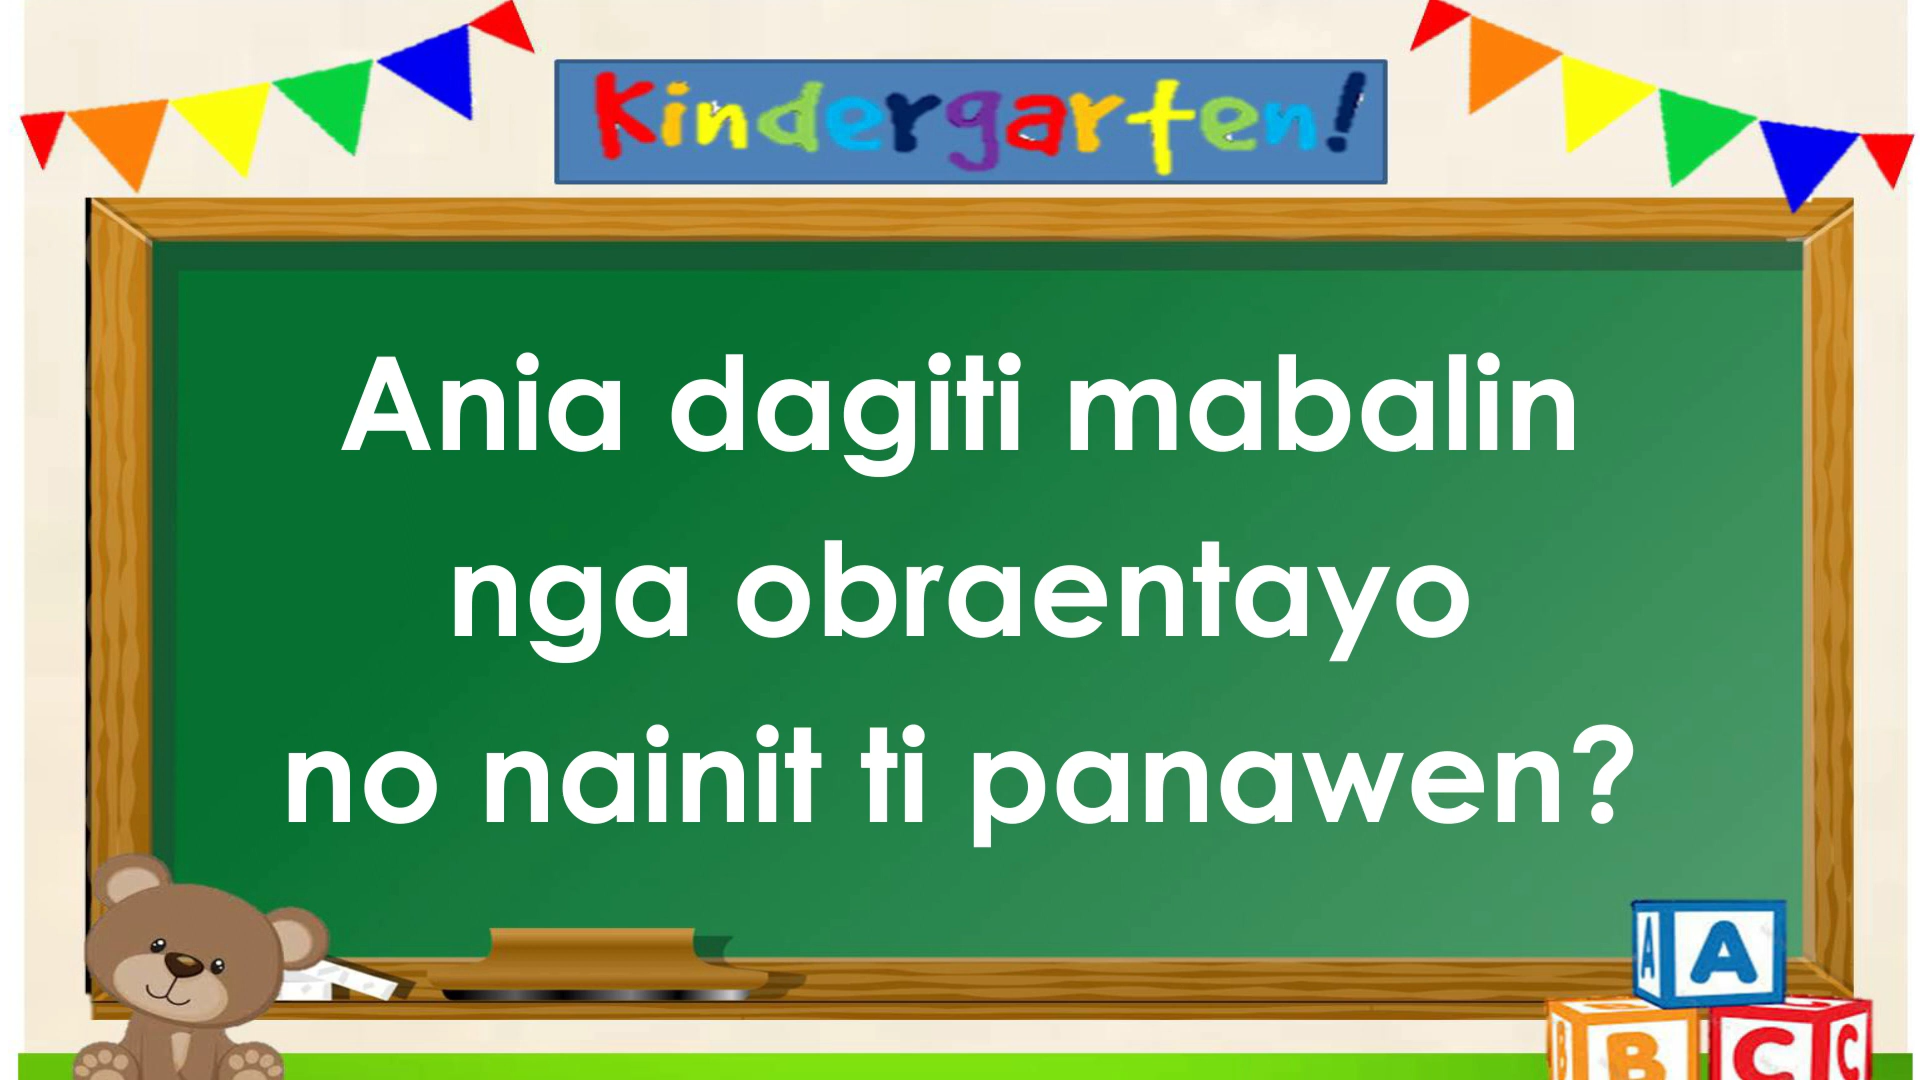 Kindergarten!
Ania dagiti mabalin
nga obraentayo
no nainit ti panawen?
A A
B C C